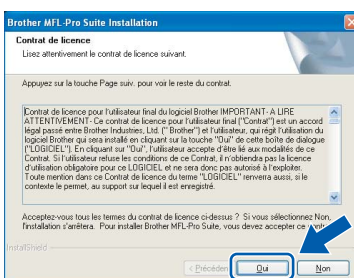 Brother MFL-Pro Suite Installation
Contrat de licence
Lisez attentivement le contrat de licence suivant.
Appuyez sur la touche Page suiv. pour voir le reste du contrat.
Contrat de licence pour l'utilisateur final du logiciel Brother IMPORTANT- A LIRE
ATTENTIVEMENT- Ce contrat de licence pour l'utilisateur final ("Contrat") est un accord
légal passé entre Brother Industries, Ltd. (" Brother") et l'utilisateur, qui régit l'utilisation du
logiciel Brother qui sera installé en cliquant sur la touche "Oui" de cette boîte de dialogue
("LOGICIEL"). En cliquant sur "Oui", l'utilisateur accepte d'être lié aux modalités de ce
Contrat. Si l'utilisateur refuse les conditions de ce Contrat, il n'obtiendra pas la licence
d'utilisation obligatoire pour ce LOGICIEL et ne sera donc pas autorisé à l'exploiter.
Toute mention dans ce Contrat de licence du terme "LOGICIEL" renverra aussi, si le
contexte le permet, au support sur lequel il est enregistré.
Acceptez-vous tous les termes du contrat de licence ci-dessus ? Si vous sélectionnez Non,
l'installation s'arrêtera. Pour installer Brother MFL-Pro Suite, vous devez accepter ce
InstallShield
< Précéden
Oui
Non